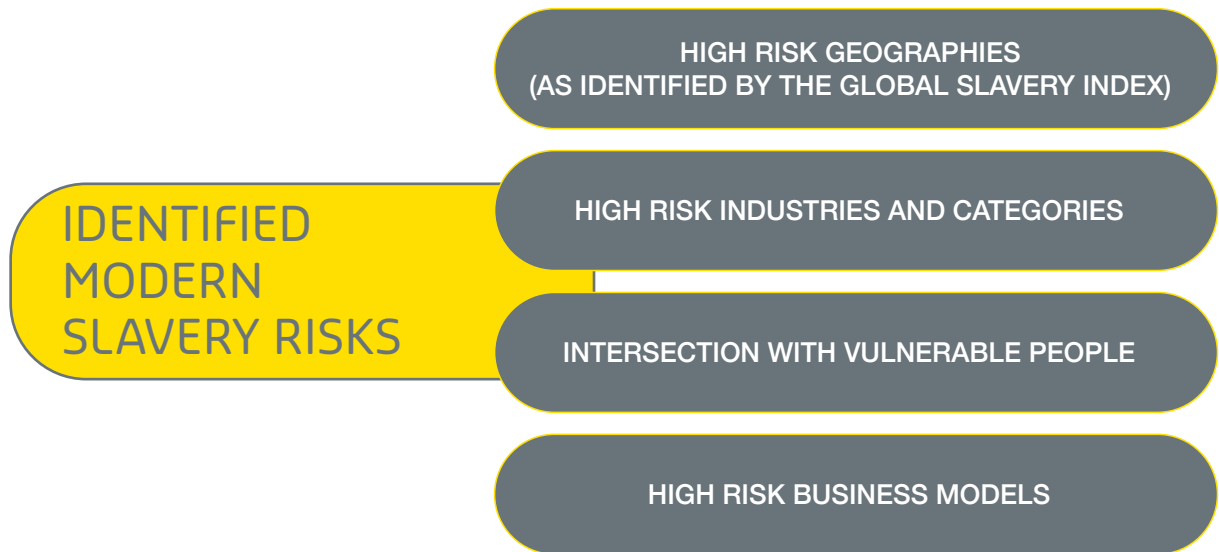 IDENTIFIED
MODERN
SLAVERY RISKS
HIGH RISK GEOGRAPHIES
(AS IDENTIFIED BY THE GLOBAL SLAVERY INDEX)
HIGH RISK INDUSTRIES AND CATEGORIES
INTERSECTION WITH VULNERABLE PEOPLE
HIGH RISK BUSINESS MODELS